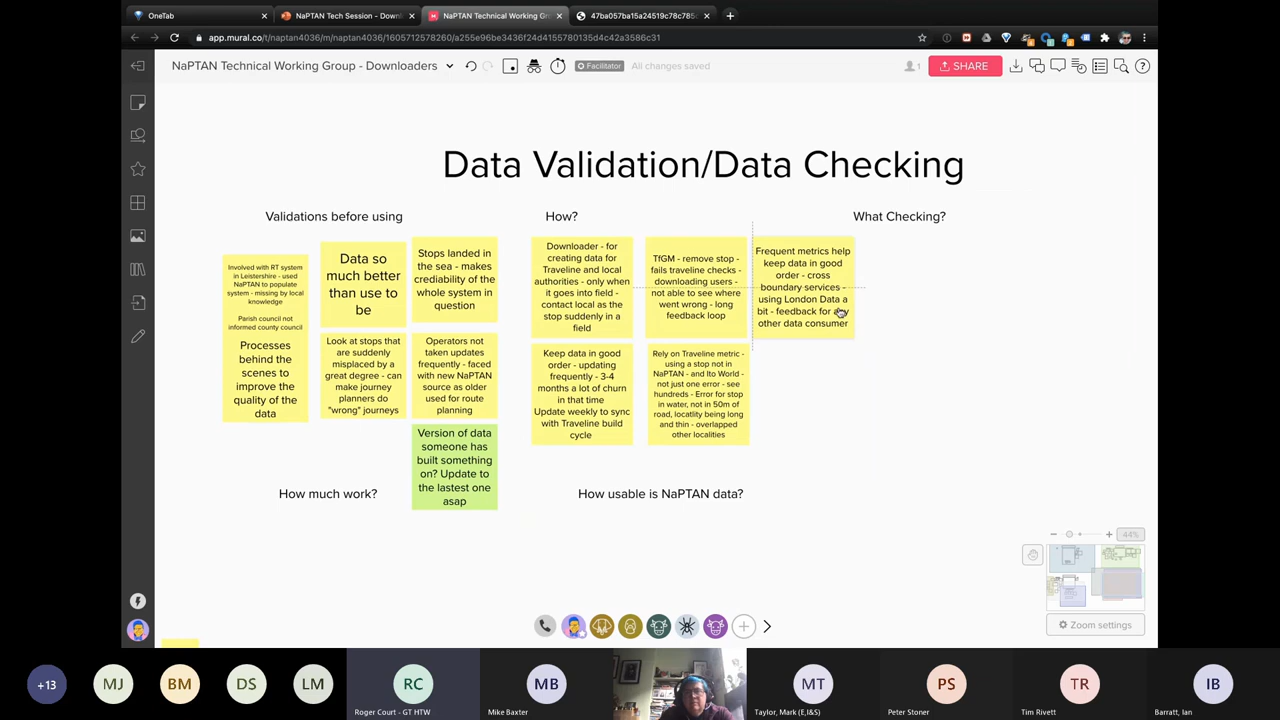 OneTab
NaPTAN Tech Session - Downl
NaPTAN Technical Working Gr
47ba057ba15a24519c78c785
app.mural.co/t/naptan4036/m/naptan4036/1605712578260/a255e96be3436f24d4155780135d4c42a3586c31
NaPTAN Technical Working Group - Downloaders
Facilitator
All changes saved
1
SHARE
Data Validation/Data Checking
Validations before using
How?
What Checking?
Involved with RT system
in Leistershire - used
NaPTAN to populate
system - missing by local
knowledge
Parish council not
informed county council
Processes
behind the
scenes to
improve the
quality of the
data
Data so
much better
than use to
be
Stops landed in
the sea - makes
crediability of the
whole system in
question
Look at stops that
are suddenly
misplaced by a
great degree - can
make journey
planners do
"wrong" journeys
Operators not
taken updates
frequently - faced
with new NaPTAN
source as older
used for route
planning
Version of data
someone has
built something
on? Update to
the lastest one
asap
Downloader - for
creating data for
Traveline and local
authorities - only when
it goes into field -
contact local as the
stop suddenly in a
field
TfGM - remove stop -
fails traveline checks -
downloading users -
not able to see where
went wrong - long
feedback loop
Frequent metrics help
keep data in good
order - cross
boundary services -
using London Data a
bit - feedback for any
other data consumer
Keep data in good
order - updating
frequently - 3-4
months a lot of churn
in that time
Update weekly to sync
with Traveline build
cycle
Rely on Traveline metric -
using a stop not in
NaPTAN - and Ito World -
not just one error - see
hundreds - Error for stop
in water, not in 50m of
road, locatlity being long
and thin - overlapped
other localities
How much work?
How usable is NaPTAN data?
44%
Zoom settings
+13
MJ
BM
DS
LM
RC
Roger Court - GT HTW
MB
Mike Baxter
MT
Taylor, Mark (E,I&S)
PS
Peter Stoner
TR
Tim Rivett
IB
Barratt, Ian